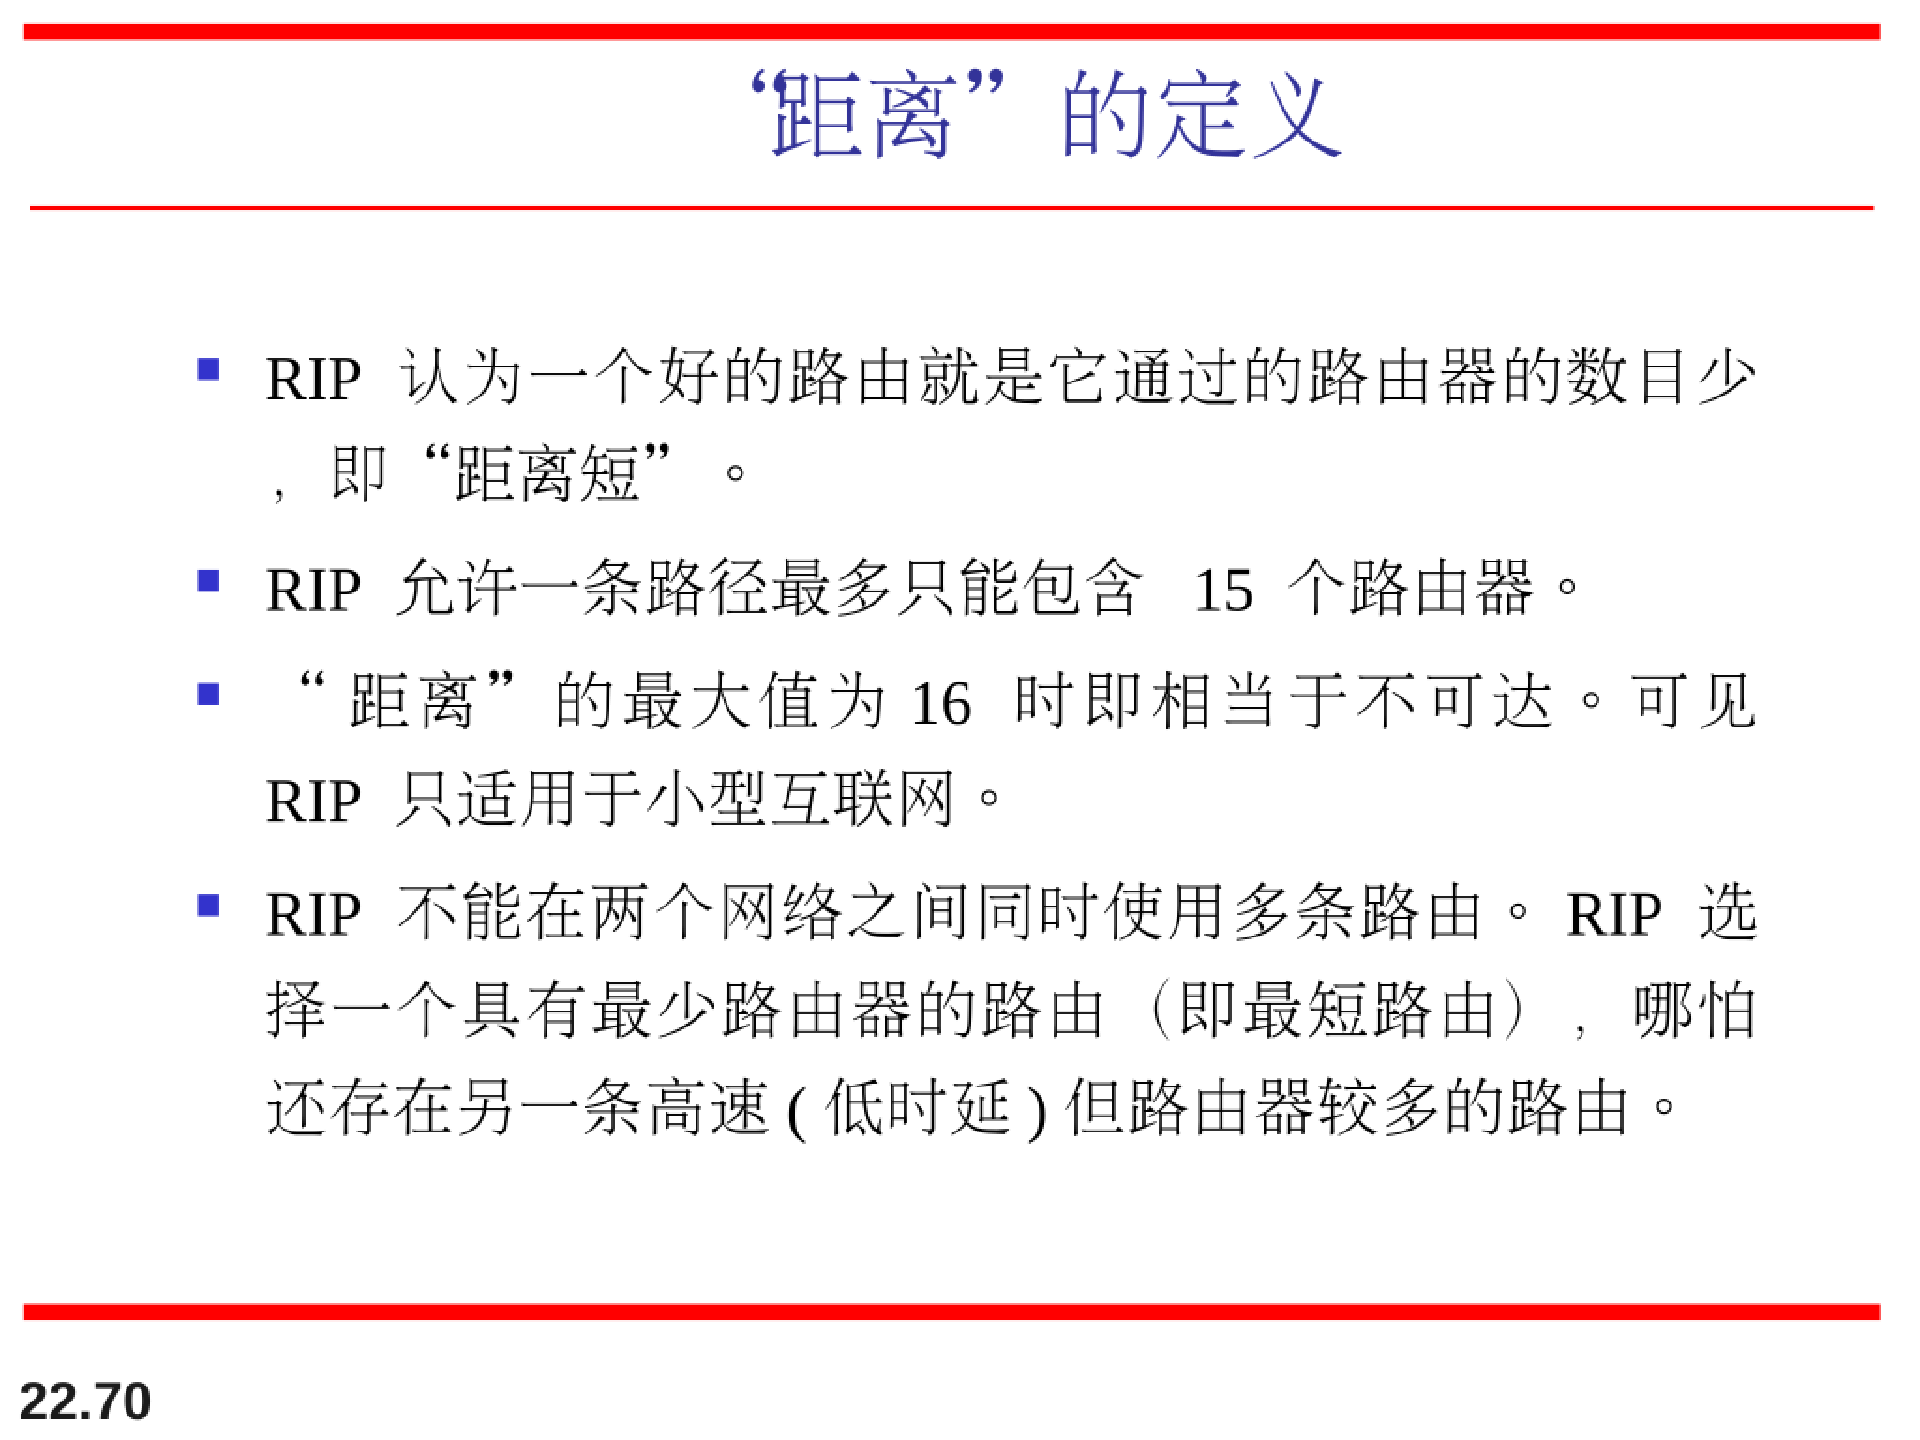 “距离”的定义
RIP 认为一个好的路由就是它通过的路由器的数目少
，即“距离短”。
RIP 允许一条路径最多只能包含 15 个路由器。
“距离”的最大值为16 时即相当于不可达。可见
RIP 只适用于小型互联网。
RIP 不能在两个网络之间同时使用多条路由。RIP 选
择一个具有最少路由器的路由（即最短路由），哪怕
还存在另一条高速(低时延)但路由器较多的路由。
22.70